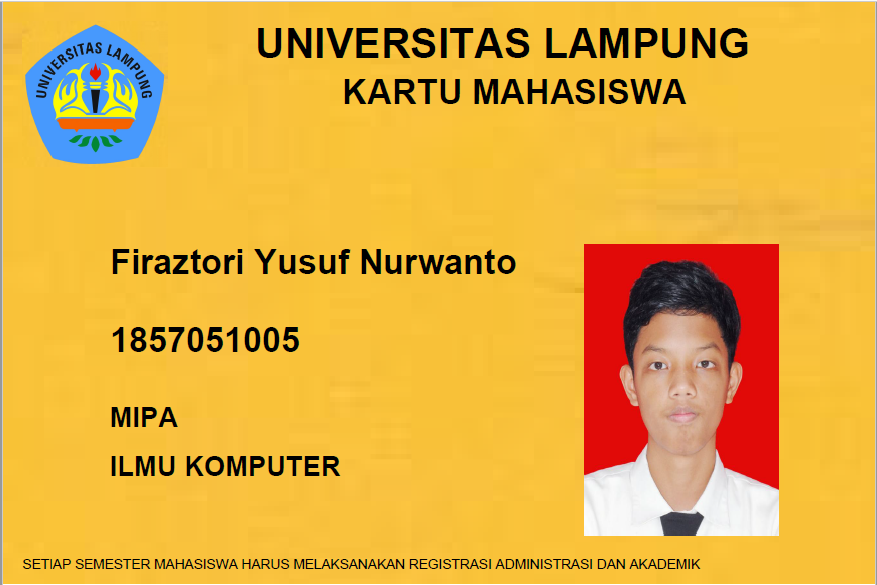 UNIVERSITAS LAMPUNG
UNIVERSITAS LAMPUNG
KARTU MAHASISWA
Firaztori Yusuf Nurwanto
1857051005
MIPA
ILMU KOMPUTER
SETIAP SEMESTER MAHASISWA HARUS MELAKSANAKAN REGISTRASI ADMINISTRASI DAN AKADEMIK